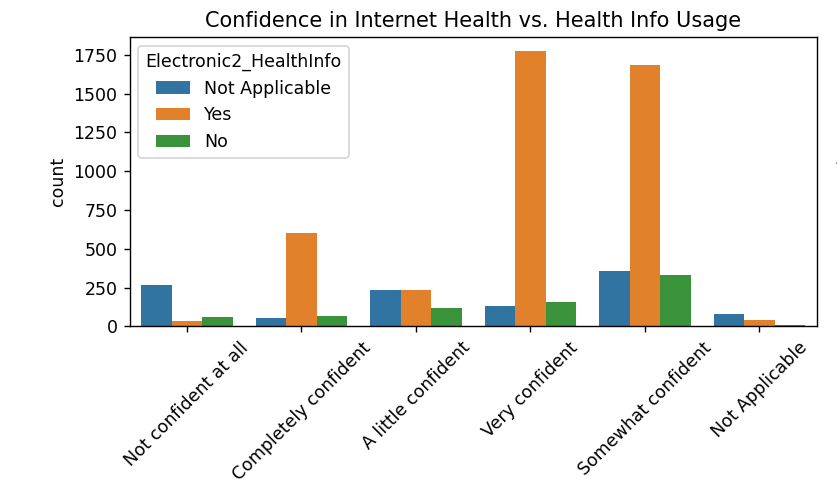 Confidence in Internet Health vs. Health Info Usage
Electronic2_HealthInfo
Not Applicable
Yes
No
count
1750
1500
1250
1000
750
500
250
0
Not confident at all
Completely confident
A little confident
Very confident
Somewhat confident
Not Applicable